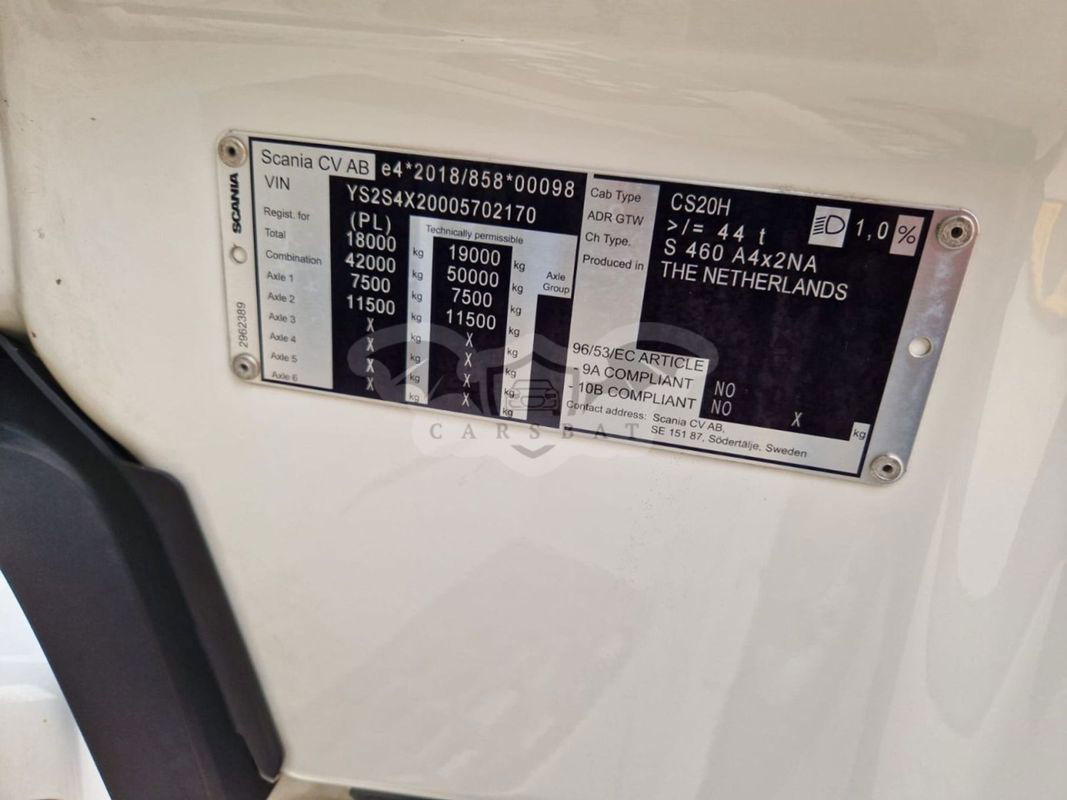 SCANIA
2962389
Scania CV AB e4*2018/858*00098
VIN YS2S4X20005702170
Regist. for (PL) Technically permissible
Total 18000 kg 19000 kg
Combination 42000 kg 50000 kg Axle Group
Axle 1 7500 kg 7500 kg
Axle 2 11500 kg 11500 kg
Axle 3 X kg X kg
Axle 4 X kg X kg
Axle 5 X kg X kg
Axle 6 X kg X kg
Cab Type CS20H
ADR GTW >/= 44 t 1,0 %
Ch Type. S 460 A4x2NA
Produced in THE NETHERLANDS
96/53/EC ARTICLE
- 9A COMPLIANT NO
- 10B COMPLIANT NO X kg
Contact address: Scania CV AB,
SE 151 87, Södertälje, Sweden
CARSBAT